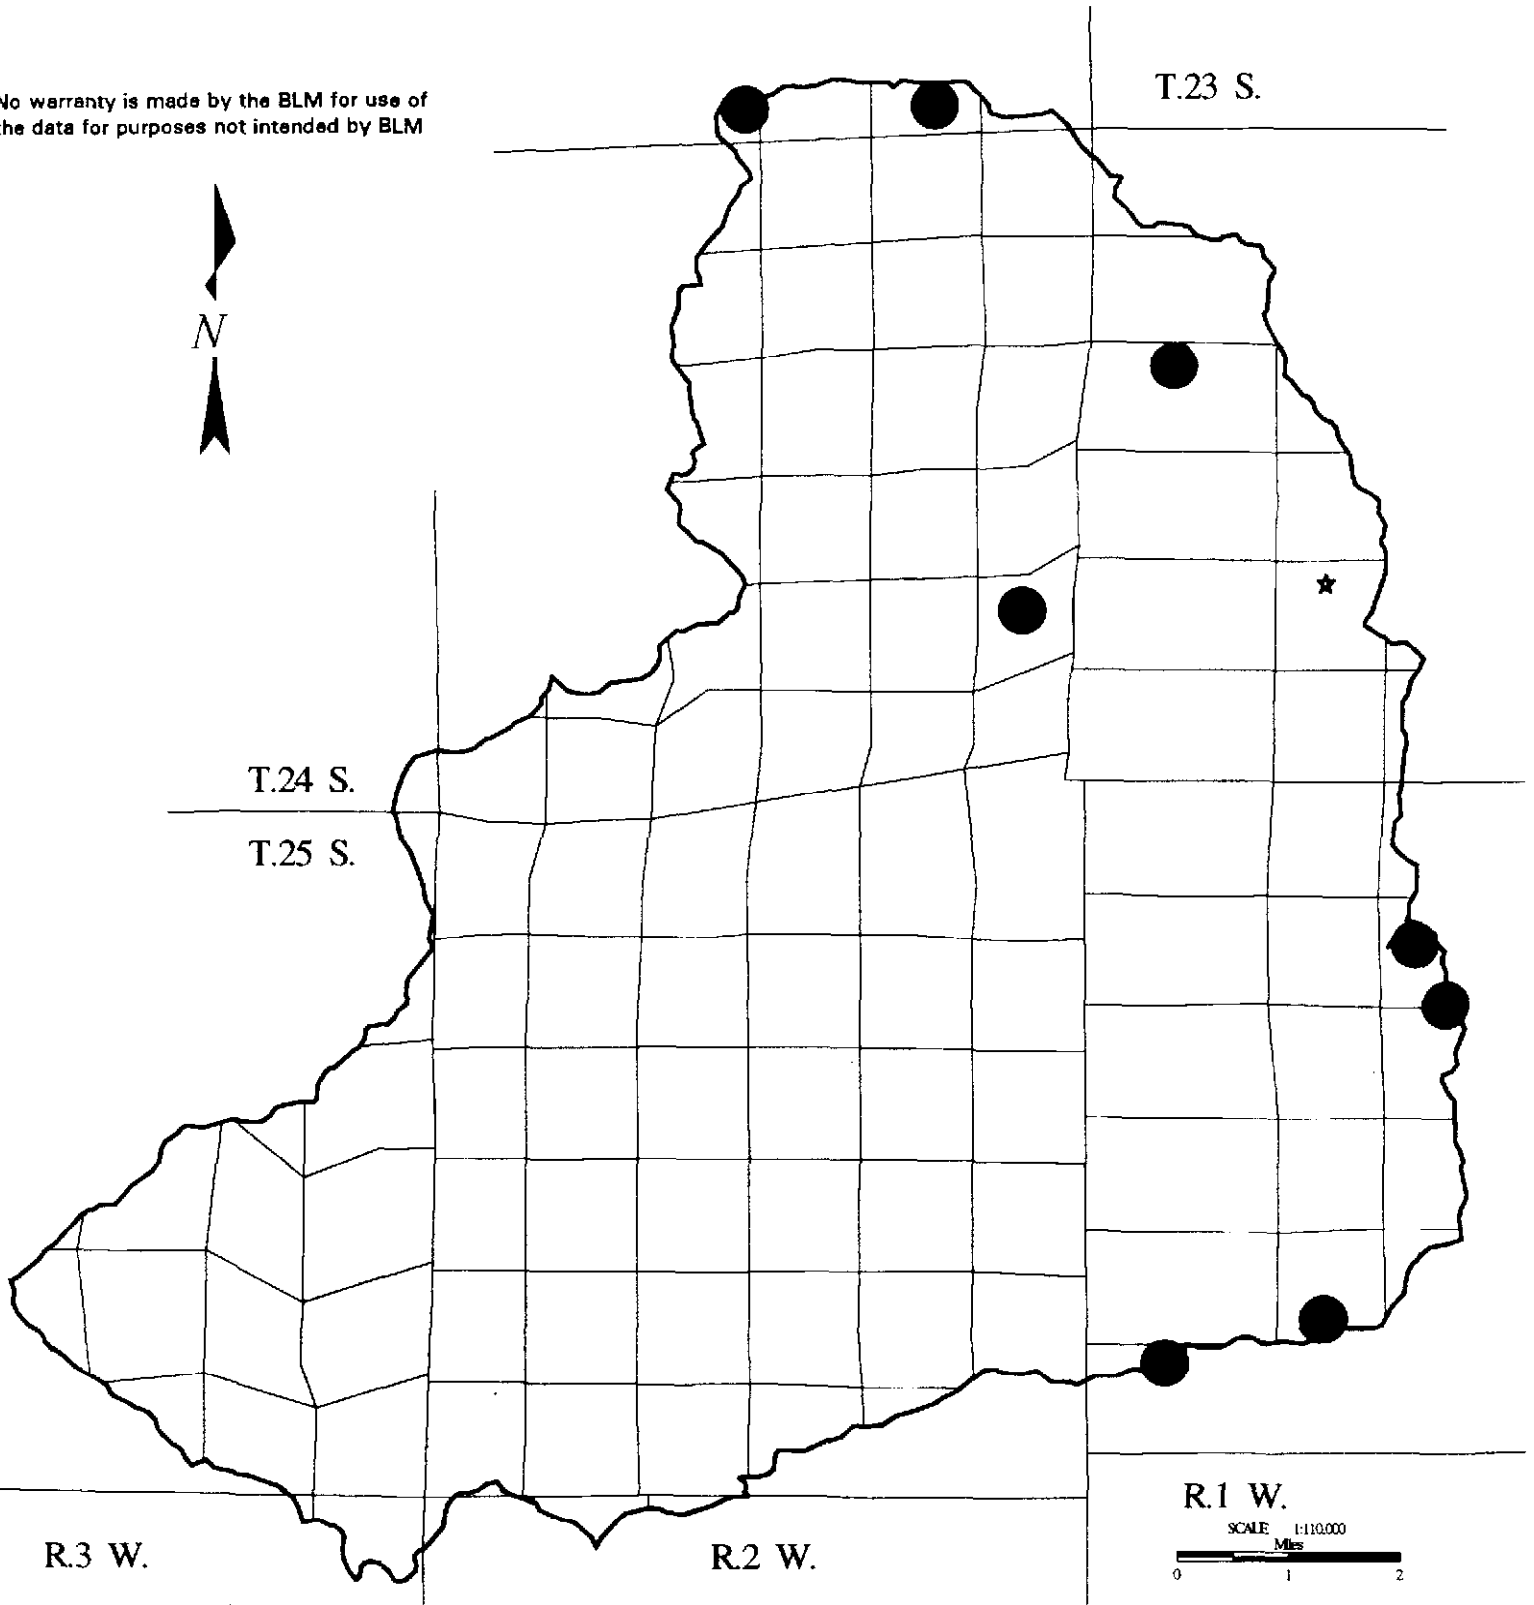 No warranty is made by the BLM for use of
the data for purposes not intended by BLM
T.23 S.
N
T.24 S.
T.25 S.
R.1 W.
SCALE 1:110,000
Miles
0 1 2
R.3 W.
R.2 W.